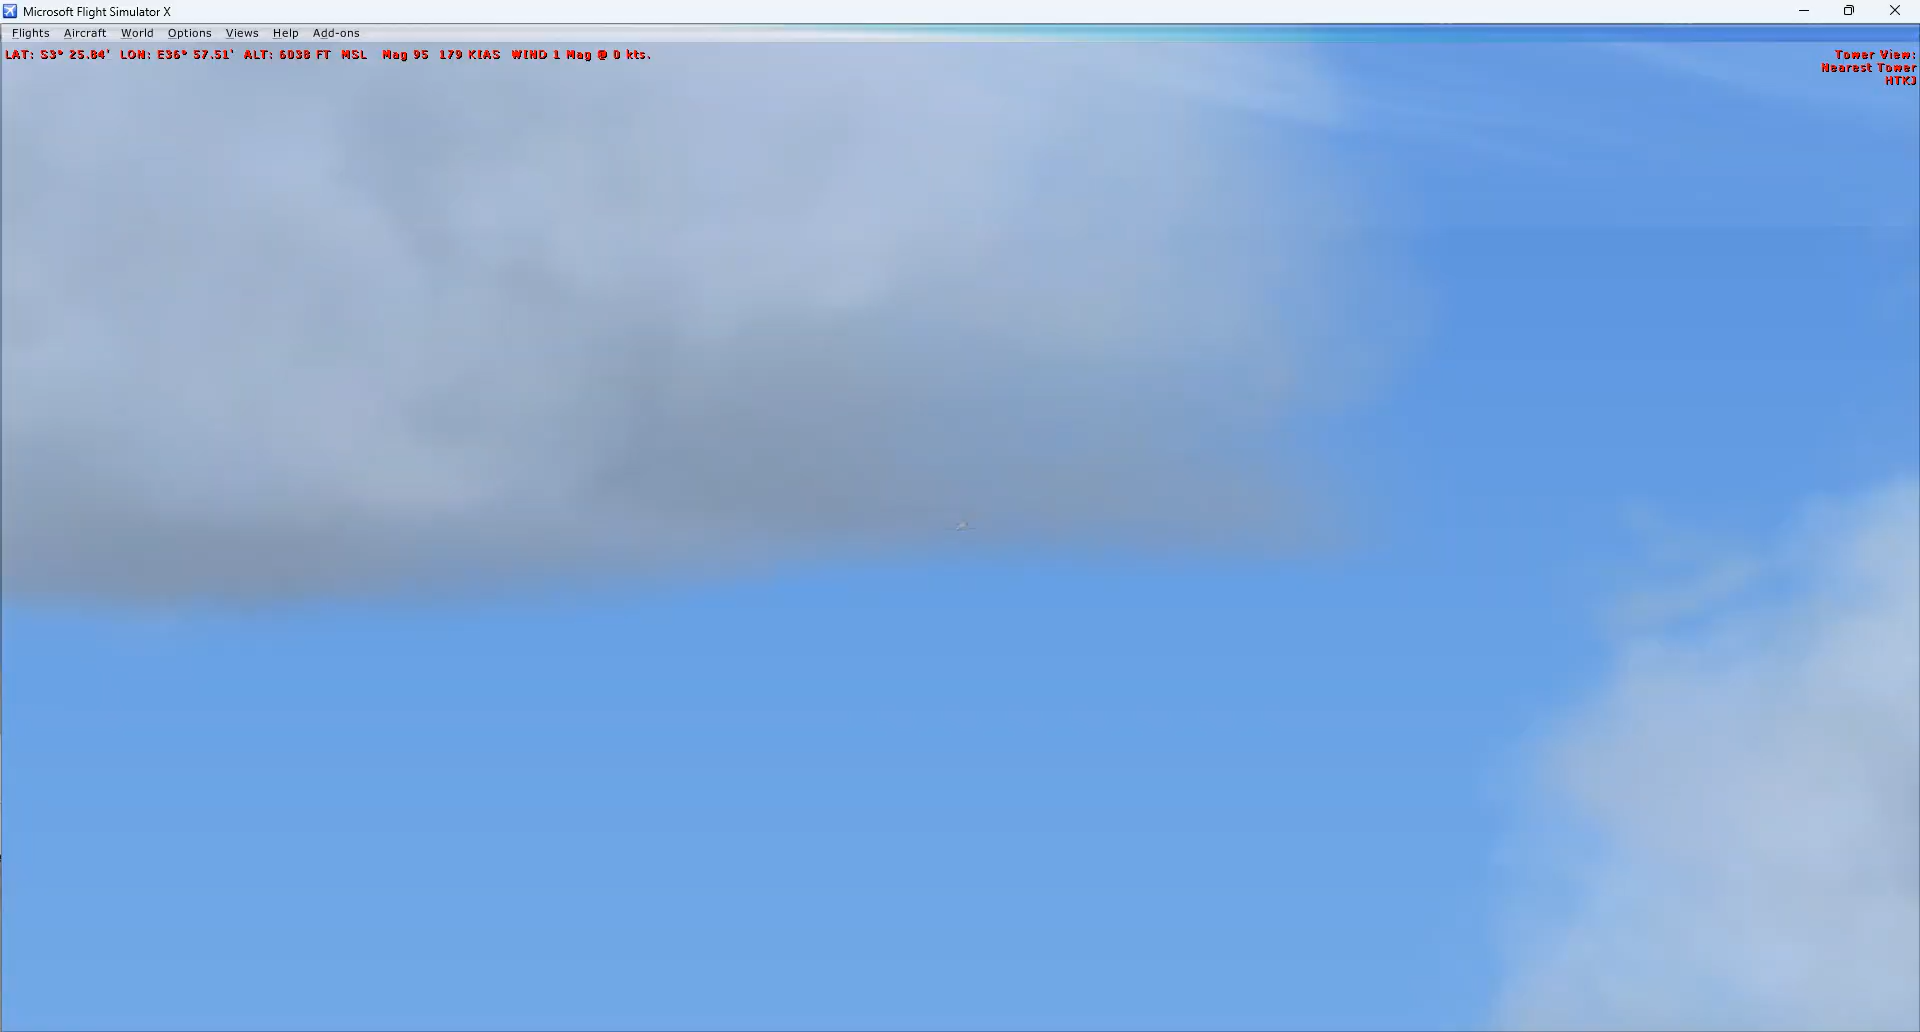 Microsoft Flight Simulator X
Flights Aircraft World Options Views Help Add-ons
LAT: S3° 25.84' LON: E36° 57.51' ALT: 6038 FT MSL Mag 95 179 KIAS WIND 1 Mag @ 0 kts.
Tower View:
Nearest Tower
HTKJ